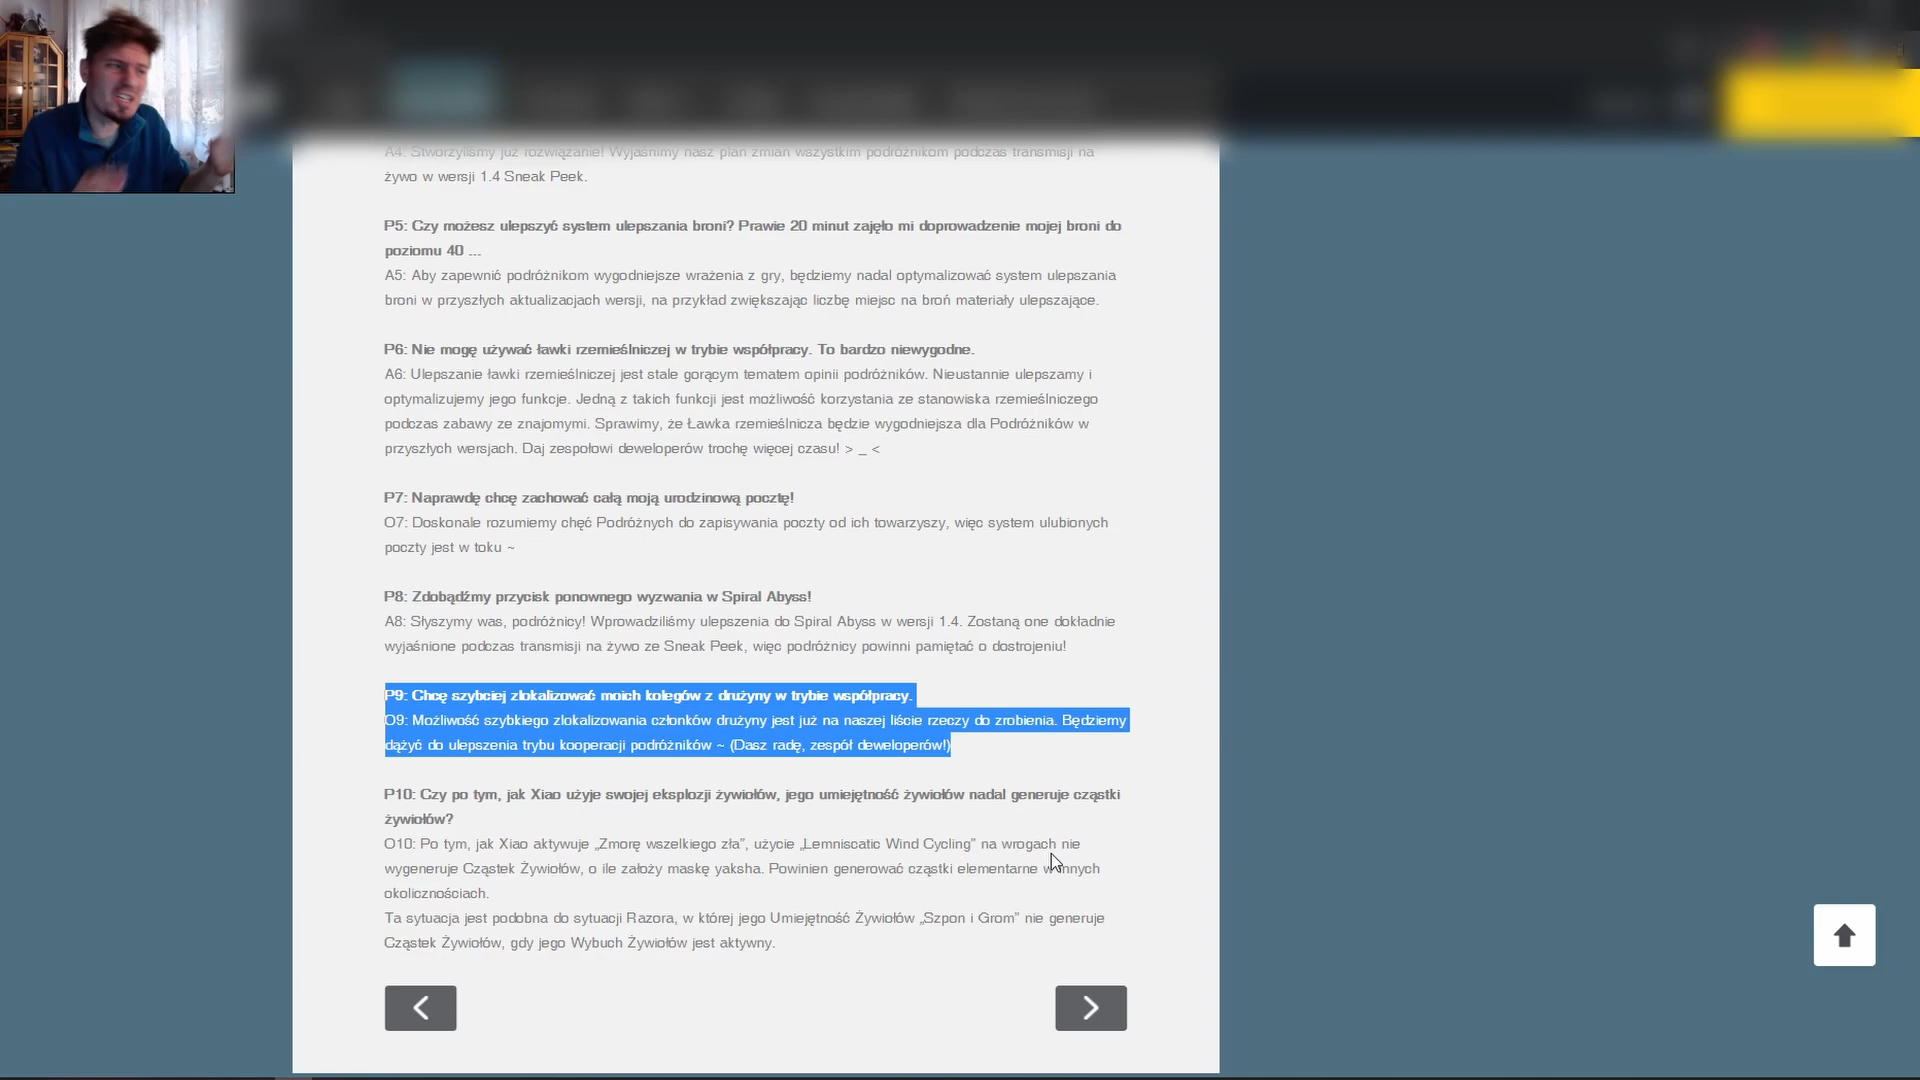 A4: Stworzyliśmy już rozwiązanie! Wyjaśnimy nasz plan zmian wszystkim podróżnikom podczas transmisji na
żywo w wersji 1.4 Sneak Peek.
P5: Czy możesz ulepszyć system ulepszania broni? Prawie 20 minut zajęło mi doprowadzenie mojej broni do
poziomu 40 ...
A5: Aby zapewnić podróżnikom wygodniejsze wrażenia z gry, będziemy nadal optymalizować system ulepszania
broni w przyszłych aktualizacjach wersji, na przykład zwiększając liczbę miejsc na broń materiały ulepszające.
P6: Nie mogę używać ławki rzemieślniczej w trybie współpracy. To bardzo niewygodne.
A6: Ulepszanie ławki rzemieślniczej jest stale gorącym tematem opinii podróżników. Nieustannie ulepszamy i
optymalizujemy jego funkcje. Jedną z takich funkcji jest możliwość korzystania ze stanowiska rzemieślniczego
podczas zabawy ze znajomymi. Sprawimy, że Ławka rzemieślnicza będzie wygodniejsza dla Podróżników w
przyszłych wersjach. Daj zespołowi deweloperów trochę więcej czasu! > _ <
P7: Naprawdę chcę zachować całą moją urodzinową pocztę!
O7: Doskonale rozumiemy chęć Podróżnych do zapisywania poczty od ich towarzyszy, więc system ulubionych
poczty jest w toku ~
P8: Zdobądźmy przycisk ponownego wyzwania w Spiral Abyss!
A8: Słyszymy was, podróżnicy! Wprowadziliśmy ulepszenia do Spiral Abyss w wersji 1.4. Zostaną one dokładnie
wyjaśnione podczas transmisji na żywo ze Sneak Peek, więc podróżnicy powinni pamiętać o dostrojeniu!
P9: Chcę szybciej zlokalizować moich kolegów z drużyny w trybie współpracy.
O9: Możliwość szybkiego zlokalizowania członków drużyny jest już na naszej liście rzeczy do zrobienia. Będziemy
dążyć do ulepszenia trybu kooperacji podróżników ~ (Dasz radę, zespół deweloperów!)
P10: Czy po tym, jak Xiao użyje swojej eksplozji żywiołów, jego umiejętność żywiołów nadal generuje cząstki
żywiołów?
O10: Po tym, jak Xiao aktywuje „Zmorę wszelkiego zła”, użycie „Lemniscatic Wind Cycling” na wrogach nie
wygeneruje Cząstek Żywiołów, o ile założy maskę yaksha. Powinien generować cząstki elementarne w innych
okolicznościach.
Ta sytuacja jest podobna do sytuacji Razora, w której jego Umiejętność Żywiołów „Szpon i Grom” nie generuje
Cząstek Żywiołów, gdy jego Wybuch Żywiołów jest aktywny.